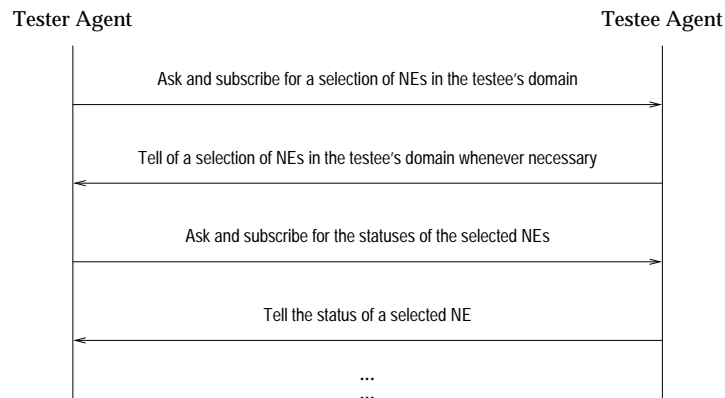 Tester Agent
Testee Agent
Ask and subscribe for a selection of NEs in the testee's domain
Tell of a selection of NEs in the testee's domain whenever necessary
Ask and subscribe for the statuses of the selected NEs
Tell the status of a selected NE
...
...